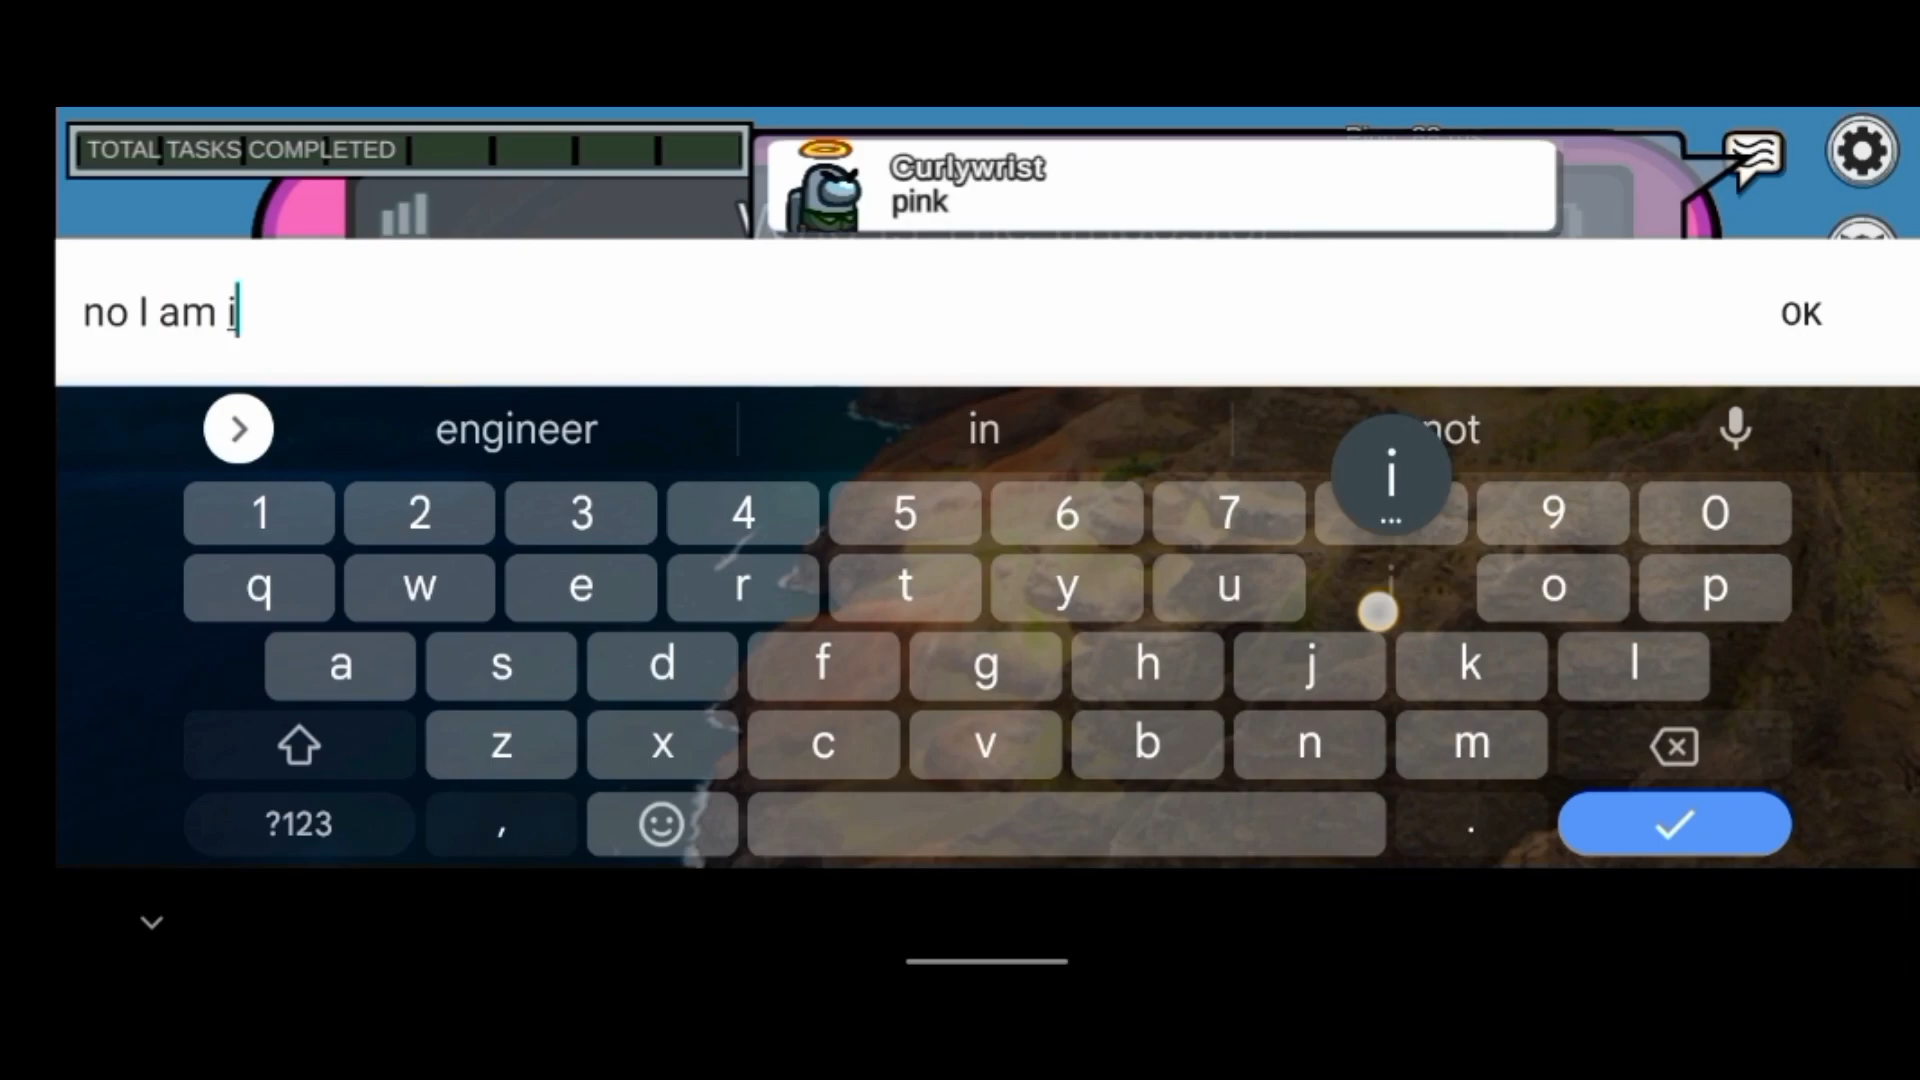 TOTAL TASKS COMPLETED
Curlywrist
pink
no I am i
OK
engineer in not
1 2 3 4 5 6 7 9 0
i
q w e r t y u i o p
a s d f g h j k l
z x c v b n m
?123 , .